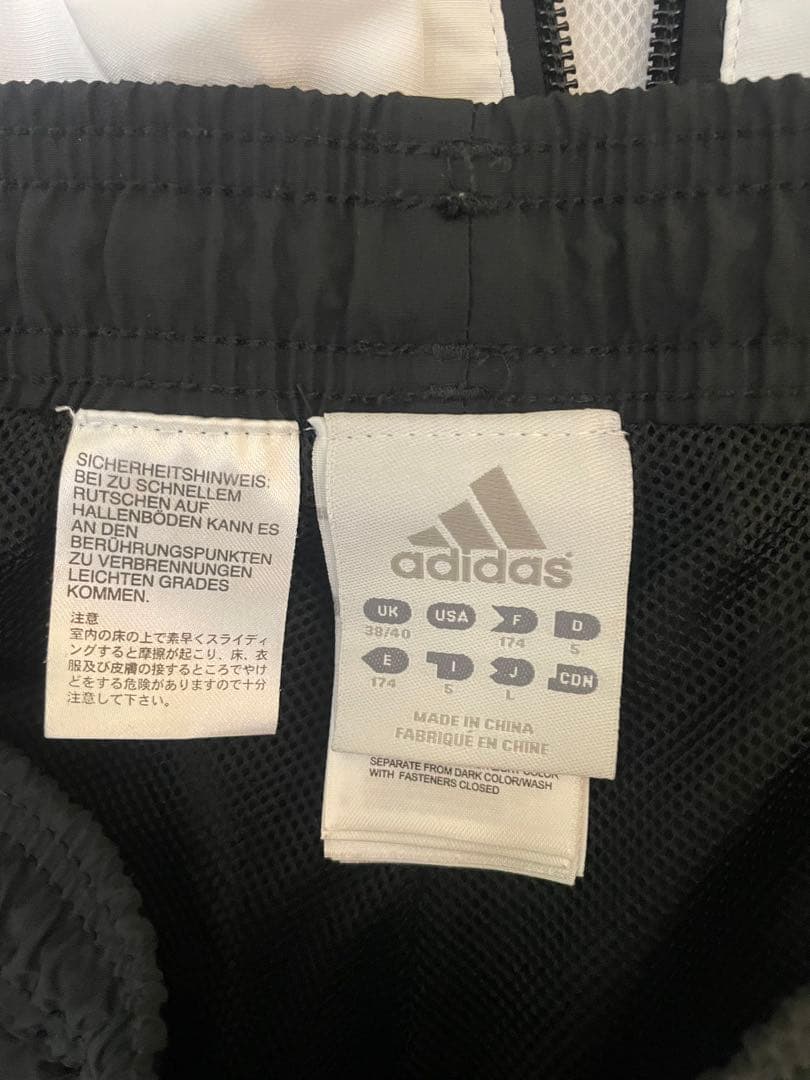 SICHERHEITSHINWEIS:
BEI ZU SCHNELLEM
RUTSCHEN AUF
HALLENBÖDEN KANN ES
AN DEN
BERÜHRUNGSPUNKTEN
ZU VERBRENNUNGEN
LEICHTEN GRADES
KOMMEN.
注意
室内の床の上で素早くスライディ
ングすると摩擦が起こり、床、衣
服及び皮膚の接するところでやけ
どをする危険がありますので十分
注意して下さい。
adidas
UK USA F D
38/40 174 5
E I J CDN
174 5 L
MADE IN CHINA
FABRIQUÉ EN CHINE
SEPARATE FROM DARK COLOR/WASH
WITH FASTENERS CLOSED